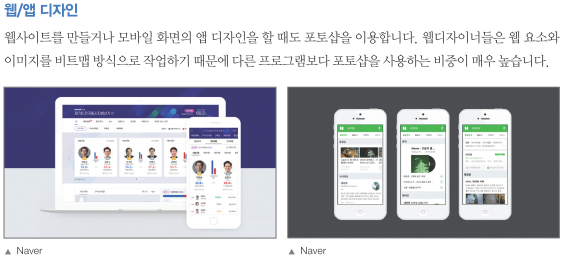 웹/앱 디자인
웹사이트를 만들거나 모바일 화면의 앱 디자인을 할 때도 포토샵을 이용합니다. 웹디자이너들은 웹 요소와
이미지를 비트맵 방식으로 작업하기 때문에 다른 프로그램보다 포토샵을 사용하는 비중이 매우 높습니다.
▲ Naver
▲ Naver